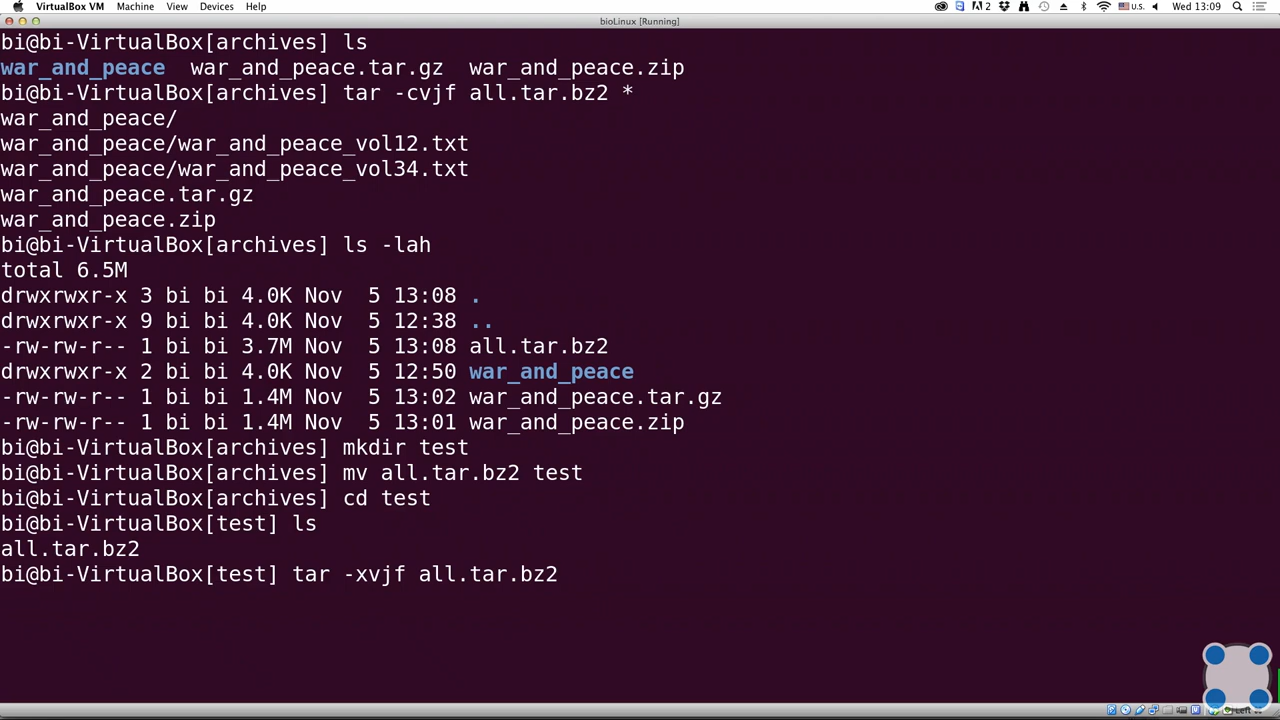 VirtualBox VM Machine View Devices Help 2 U.S. Wed 13:09
bioLinux [Running]
bi@bi-VirtualBox[archives] ls
war_and_peace war_and_peace.tar.gz war_and_peace.zip
bi@bi-VirtualBox[archives] tar -cvjf all.tar.bz2 *
war_and_peace/
war_and_peace/war_and_peace_vol12.txt
war_and_peace/war_and_peace_vol34.txt
war_and_peace.tar.gz
war_and_peace.zip
bi@bi-VirtualBox[archives] ls -lah
total 6.5M
drwxrwxr-x 3 bi bi 4.0K Nov  5 13:08 .
drwxrwxr-x 9 bi bi 4.0K Nov  5 12:38 ..
-rw-rw-r-- 1 bi bi 3.7M Nov  5 13:08 all.tar.bz2
drwxrwxr-x 2 bi bi 4.0K Nov  5 12:50 war_and_peace
-rw-rw-r-- 1 bi bi 1.4M Nov  5 13:02 war_and_peace.tar.gz
-rw-rw-r-- 1 bi bi 1.4M Nov  5 13:01 war_and_peace.zip
bi@bi-VirtualBox[archives] mkdir test
bi@bi-VirtualBox[archives] mv all.tar.bz2 test
bi@bi-VirtualBox[archives] cd test
bi@bi-VirtualBox[test] ls
all.tar.bz2
bi@bi-VirtualBox[test] tar -xvjf all.tar.bz2
Left